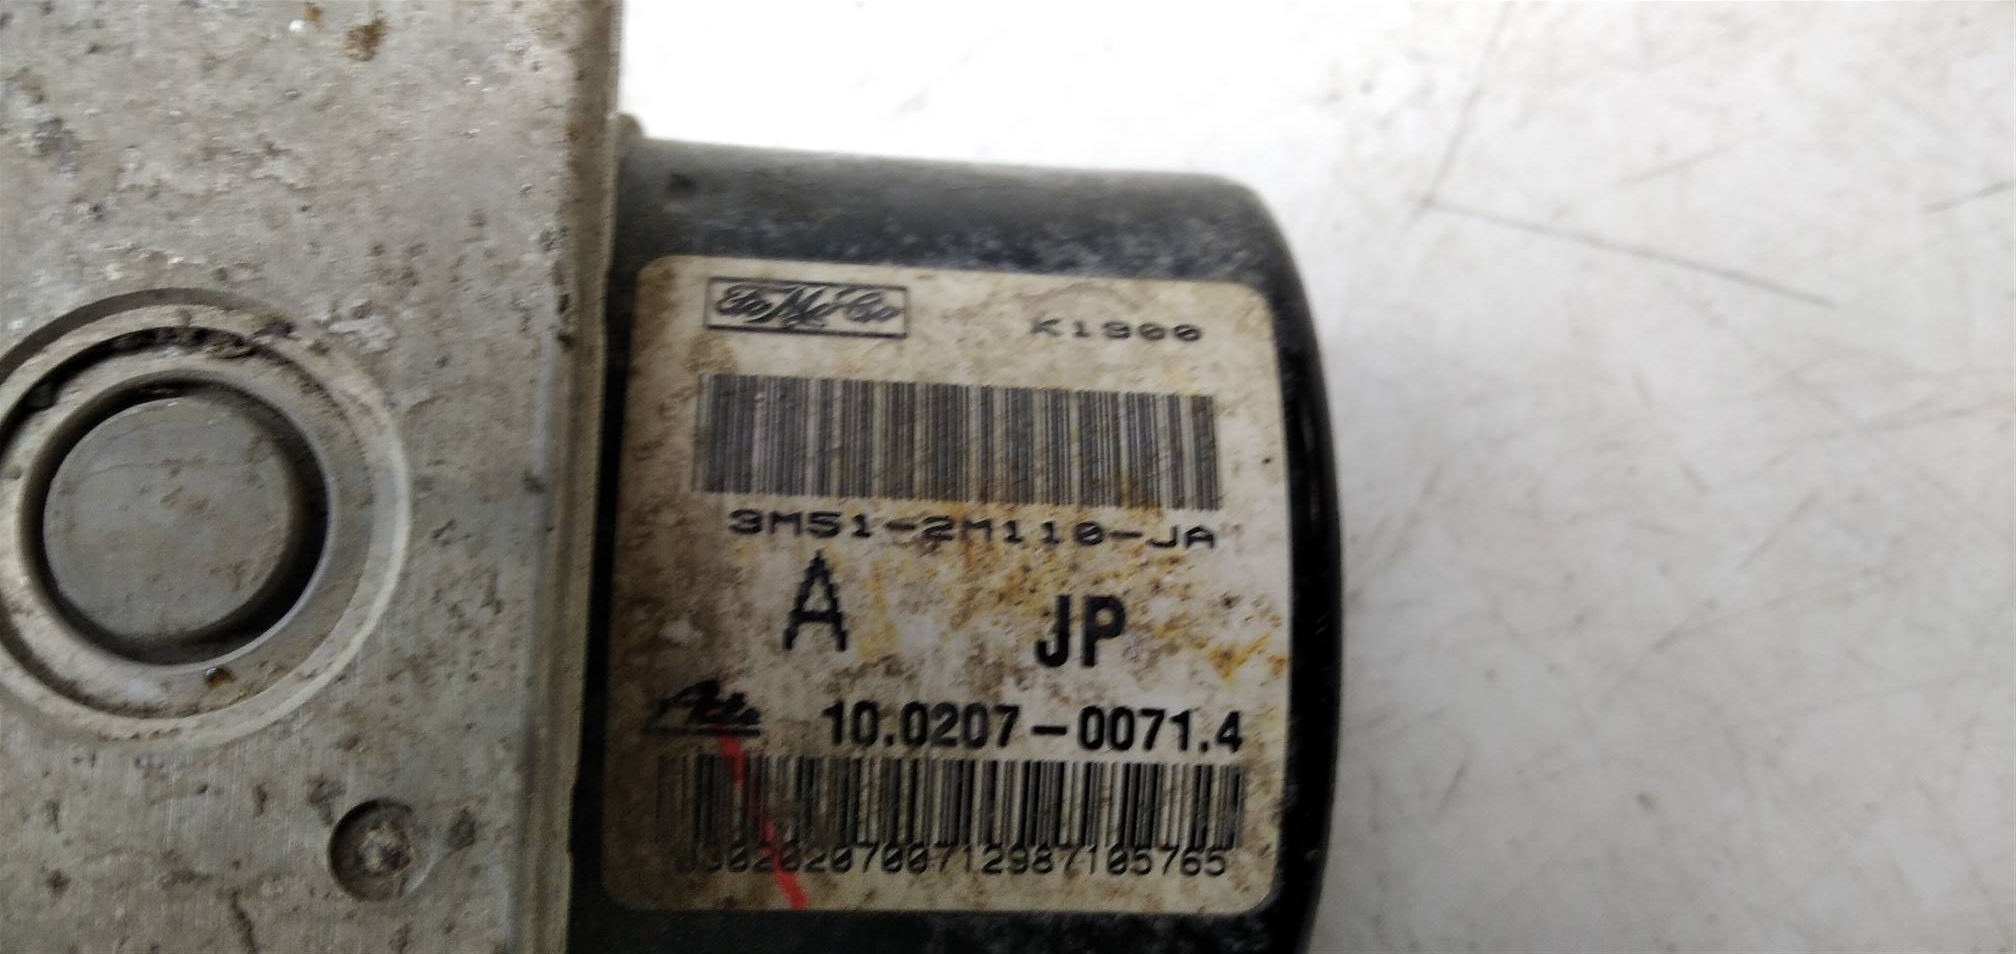 FoMoCo K1900
3M51-2M110-JA
A JP
Ate 10.0207-0071.4